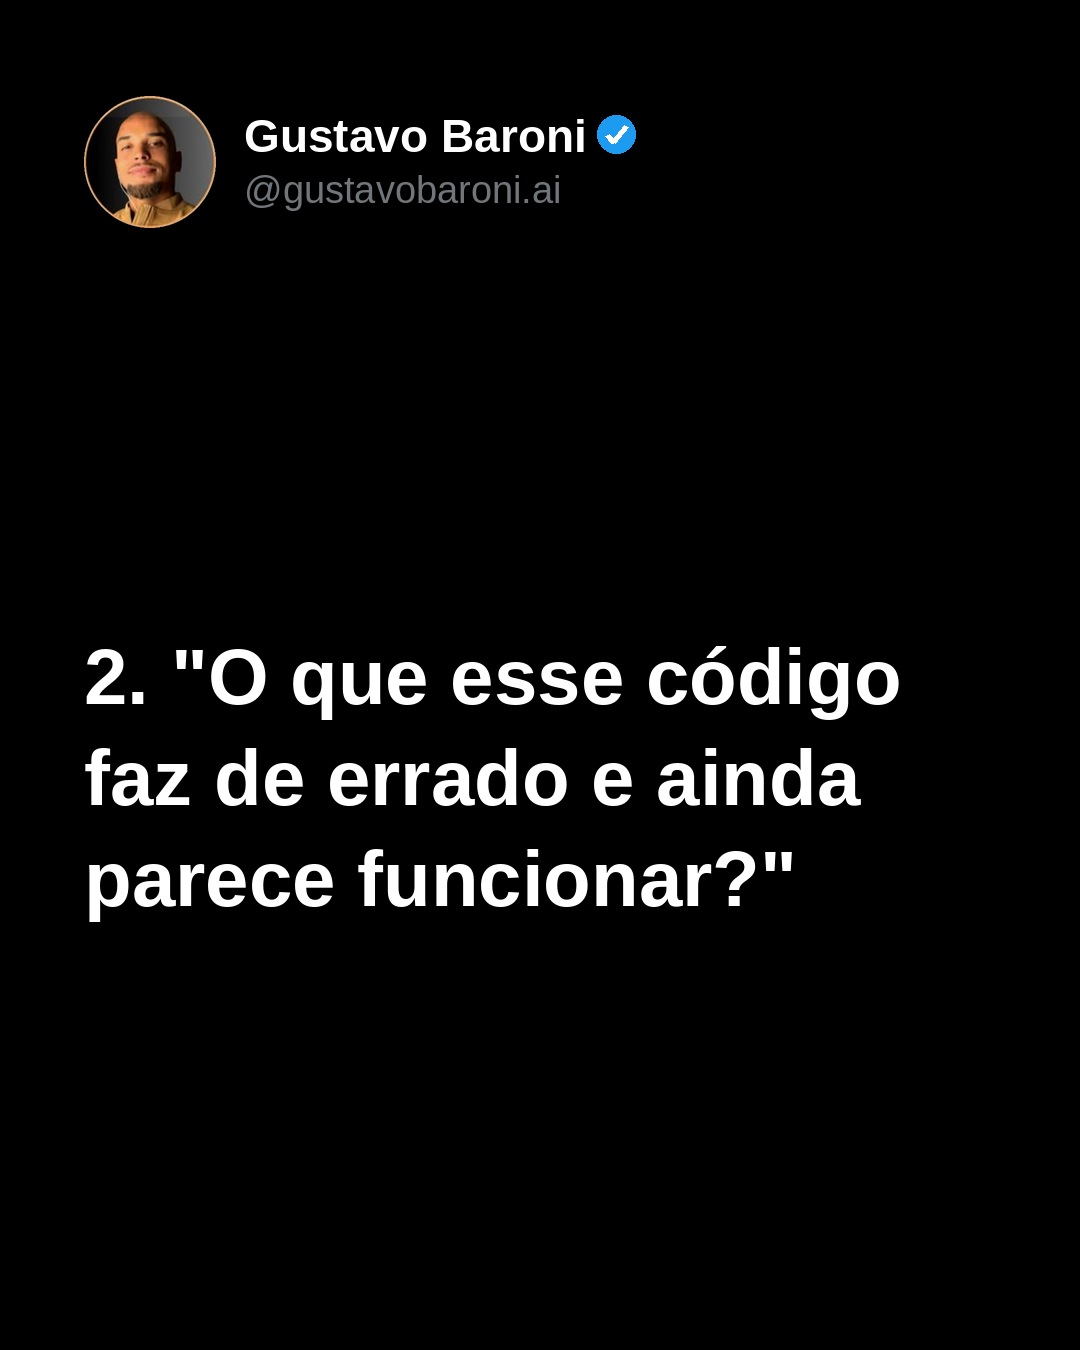 Gustavo Baroni
@gustavobaroni.ai
2. "O que esse código
faz de errado e ainda
parece funcionar?"